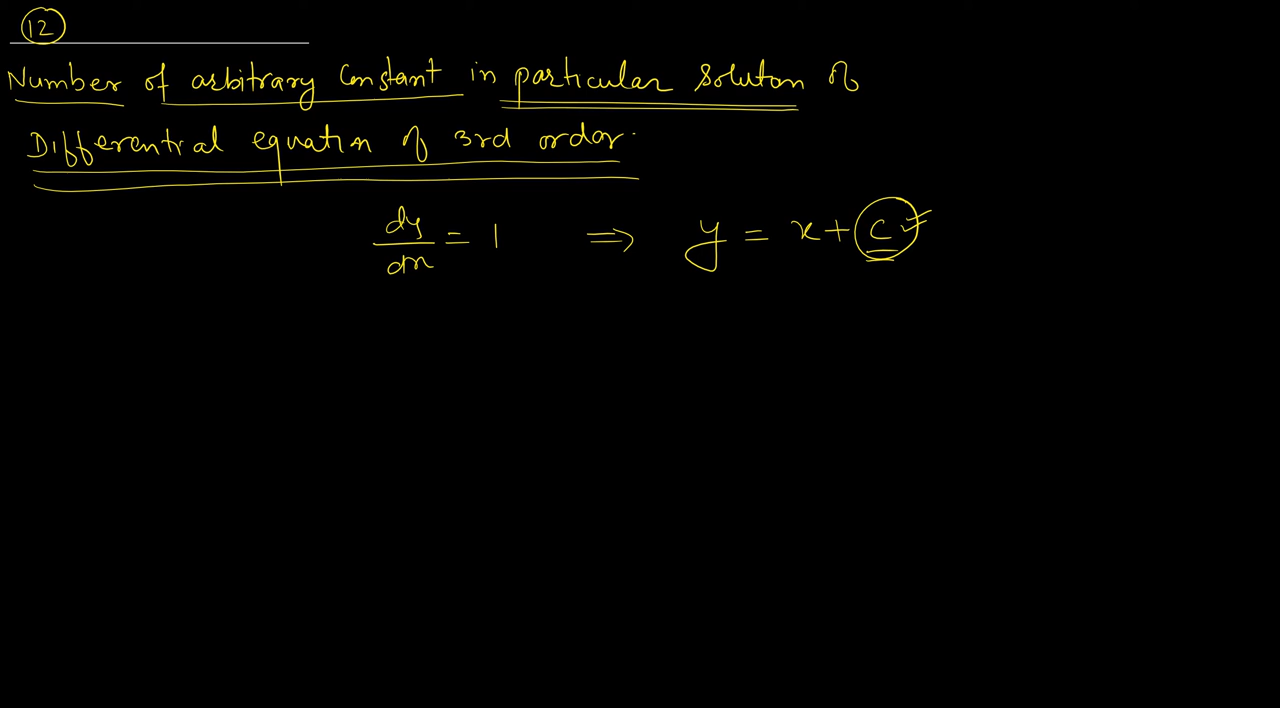 12
Number of arbitrary Constant in particular Solution of
Differential equation of 3rd order.
dy/dx = 1 ⇒ y = x + c ✓